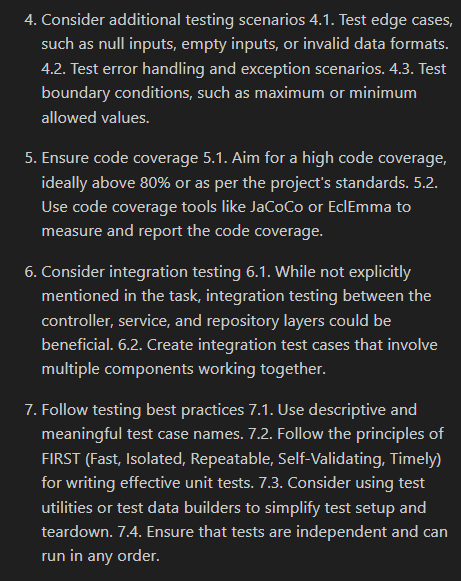 4. Consider additional testing scenarios 4.1. Test edge cases,
such as null inputs, empty inputs, or invalid data formats.
4.2. Test error handling and exception scenarios. 4.3. Test
boundary conditions, such as maximum or minimum
allowed values.
5. Ensure code coverage 5.1. Aim for a high code coverage,
ideally above 80% or as per the project's standards. 5.2.
Use code coverage tools like JaCoCo or EclEmma to
measure and report the code coverage.
6. Consider integration testing 6.1. While not explicitly
mentioned in the task, integration testing between the
controller, service, and repository layers could be
beneficial. 6.2. Create integration test cases that involve
multiple components working together.
7. Follow testing best practices 7.1. Use descriptive and
meaningful test case names. 7.2. Follow the principles of
FIRST (Fast, Isolated, Repeatable, Self-Validating, Timely)
for writing effective unit tests. 7.3. Consider using test
utilities or test data builders to simplify test setup and
teardown. 7.4. Ensure that tests are independent and can
run in any order.